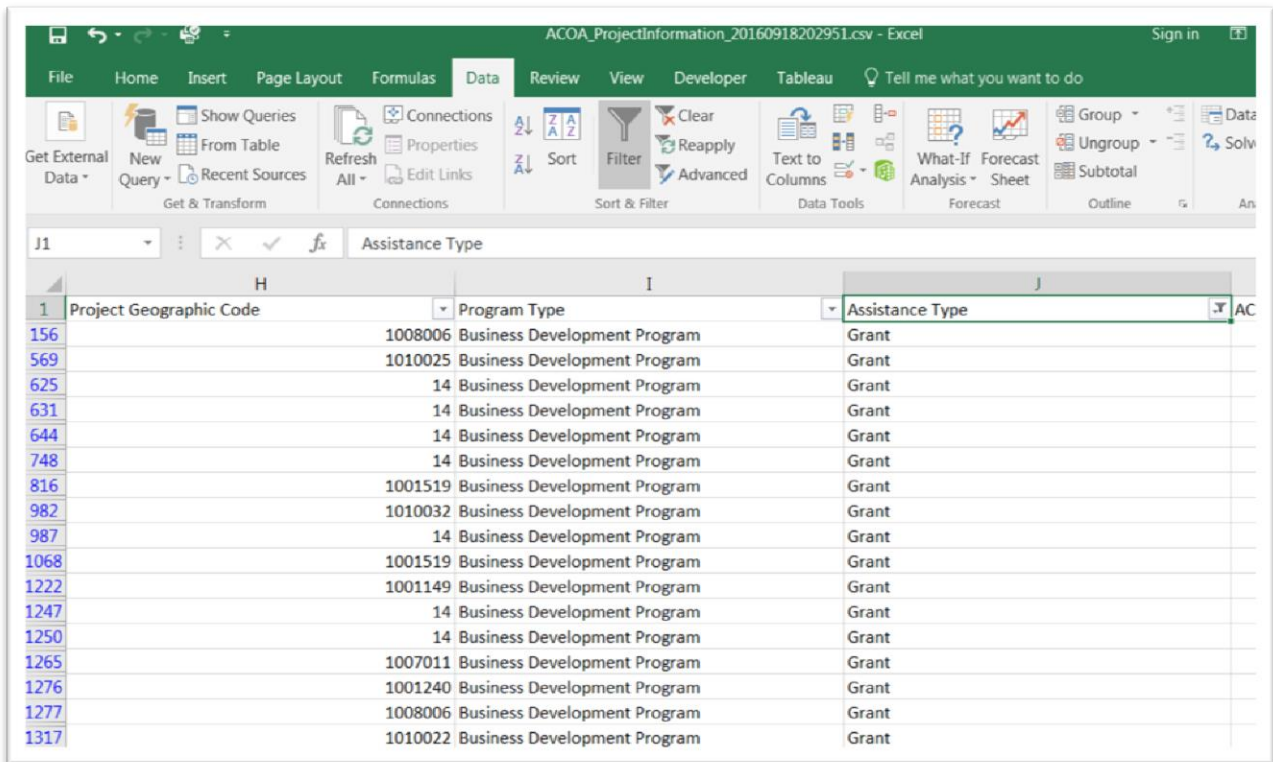 ACOA_ProjectInformation_20160918202951.csv - Excel Sign in
File Home Insert Page Layout Formulas Data Review View Developer Tableau Tell me what you want to do
Get External Data
New Query
Show Queries
From Table
Recent Sources
Get & Transform
Refresh All
Connections
Properties
Edit Links
Connections
Sort
Filter
Clear
Reapply
Advanced
Sort & Filter
Text to Columns
Data Tools
What-If Analysis
Forecast Sheet
Forecast
Group
Ungroup
Subtotal
Outline
Data
Solv
An
J1 fx Assistance Type
H I J
1 Project Geographic Code Program Type Assistance Type AC
156 1008006 Business Development Program Grant
569 1010025 Business Development Program Grant
625 14 Business Development Program Grant
631 14 Business Development Program Grant
644 14 Business Development Program Grant
748 14 Business Development Program Grant
816 1001519 Business Development Program Grant
982 1010032 Business Development Program Grant
987 14 Business Development Program Grant
1068 1001519 Business Development Program Grant
1222 1001149 Business Development Program Grant
1247 14 Business Development Program Grant
1250 14 Business Development Program Grant
1265 1007011 Business Development Program Grant
1276 1001240 Business Development Program Grant
1277 1008006 Business Development Program Grant
1317 1010022 Business Development Program Grant